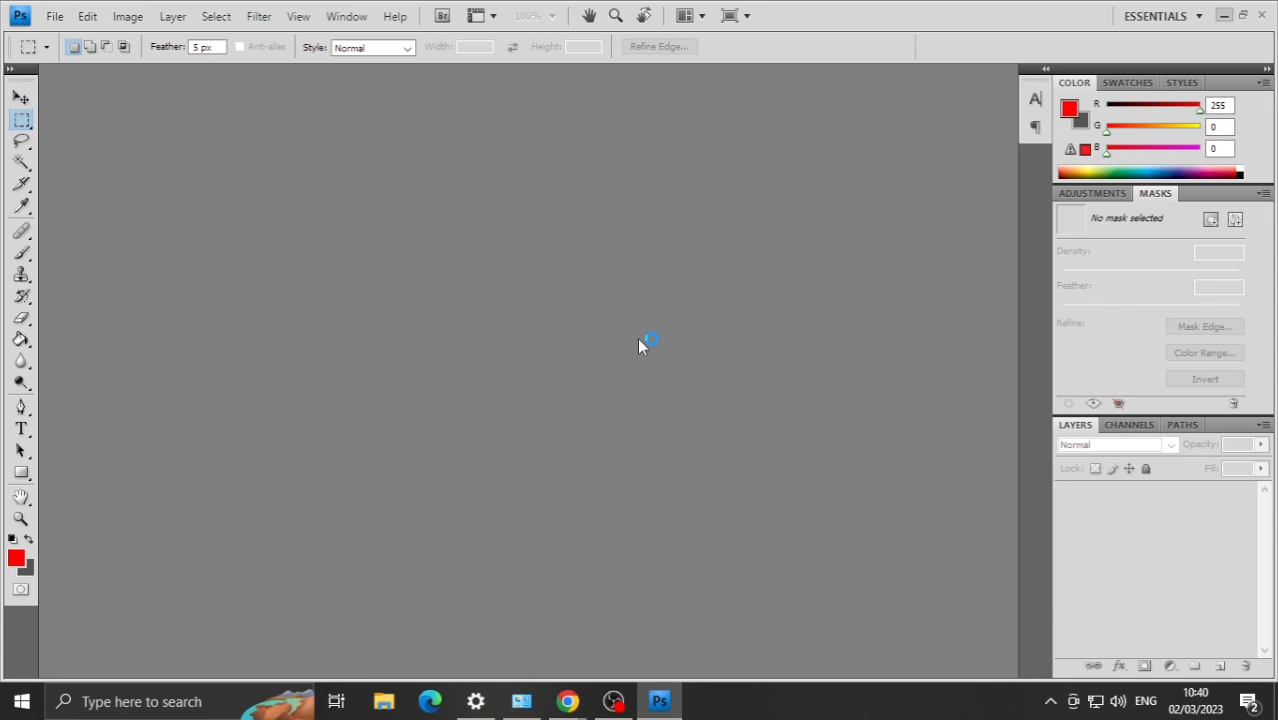 Ps File Edit Image Layer Select Filter View Window Help Br 100% ESSENTIALS
Feather: 5 px Anti-alias Style: Normal Width: Height: Refine Edge...
COLOR SWATCHES STYLES
R 255
G 0
B 0
ADJUSTMENTS MASKS
No mask selected
Density:
Feather:
Refine: Mask Edge...
Color Range...
Invert
LAYERS CHANNELS PATHS
Normal Opacity:
Lock: Fill:
Type here to search Ps ENG 10:40
02/03/2023 2